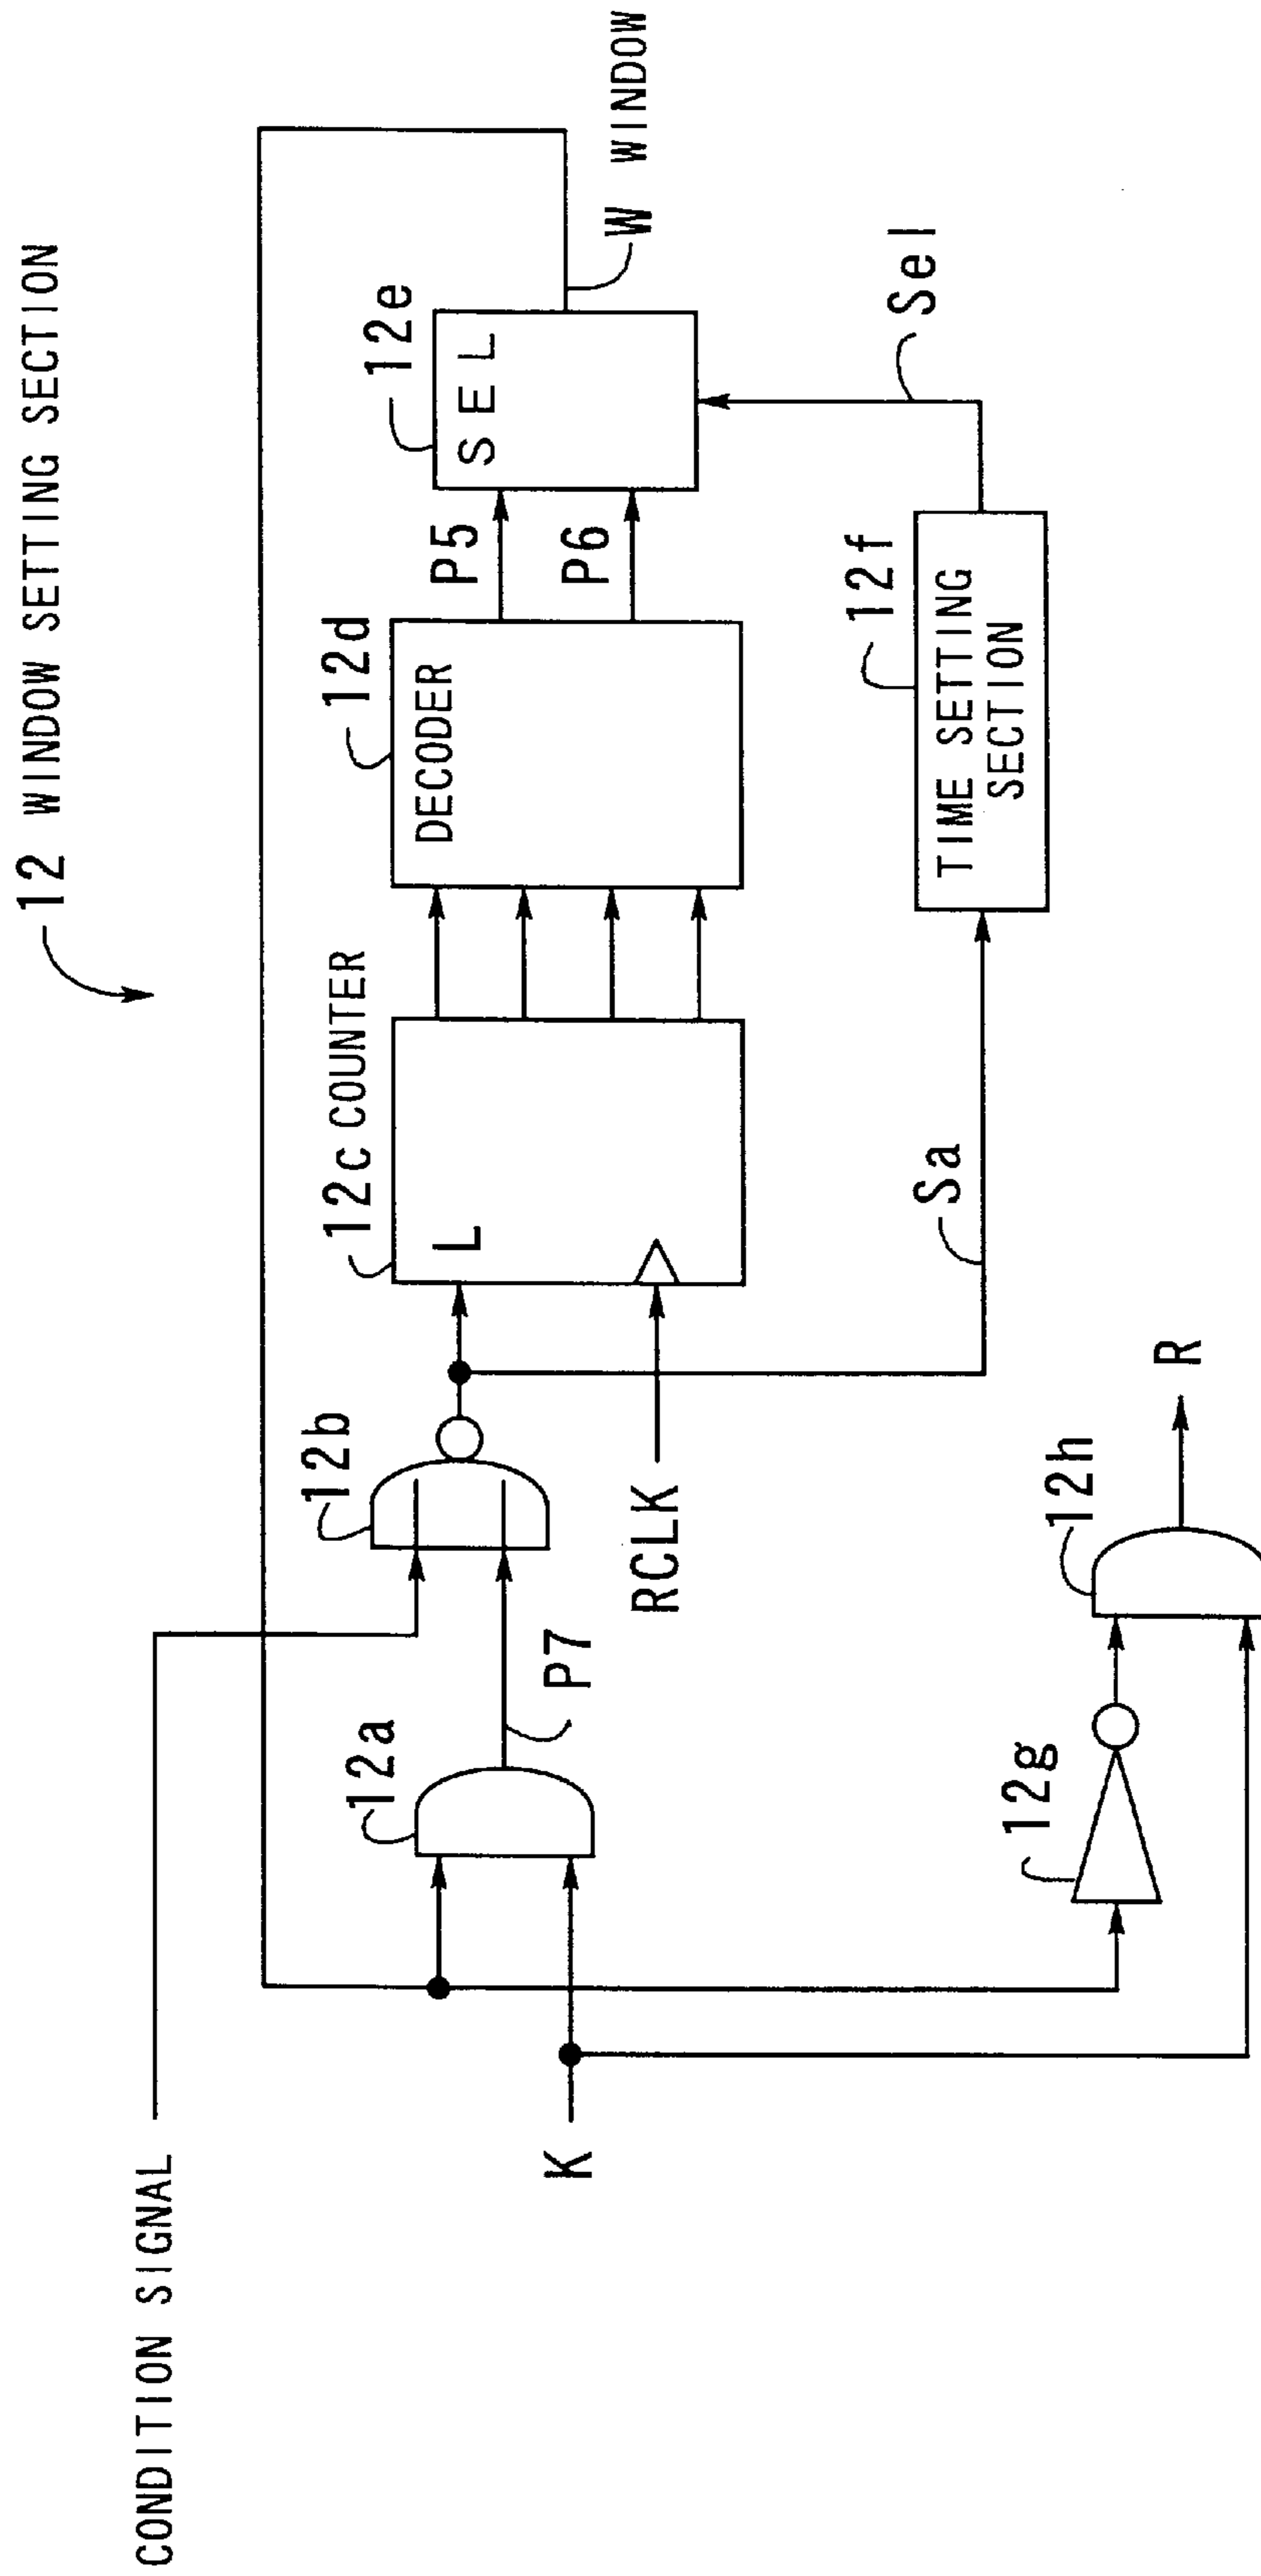 12 WINDOW SETTING SECTION
CONDITION SIGNAL
K
12a
P7
12b
RCLK
12c COUNTER
L
12d
DECODER
P5
P6
12e
SEL
W WINDOW
Sa
12f
TIME SETTING
SECTION
Sel
12g
12h
R